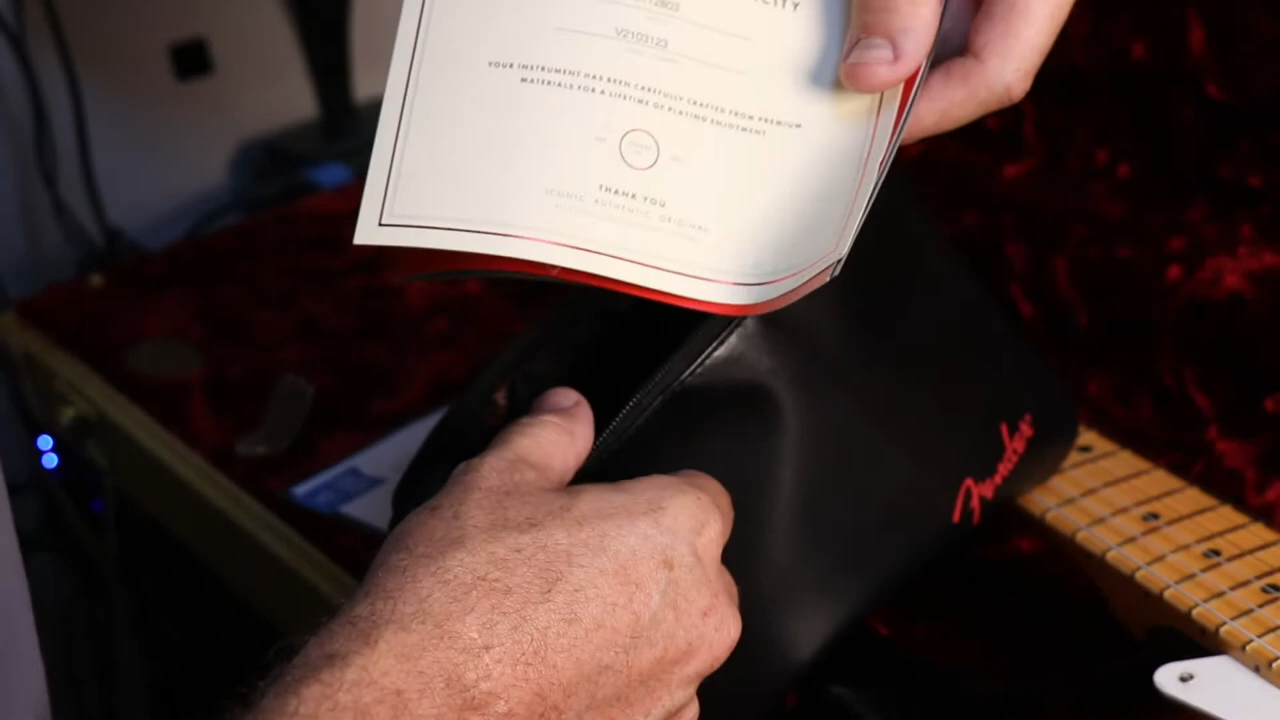 ICITY
V2103123
YOUR INSTRUMENT HAS BEEN CAREFULLY CRAFTED FROM PREMIUM
MATERIALS FOR A LIFETIME OF PLAYING ENJOYMENT
THANK YOU
ICONIC. AUTHENTIC. ORIGINAL
Fender